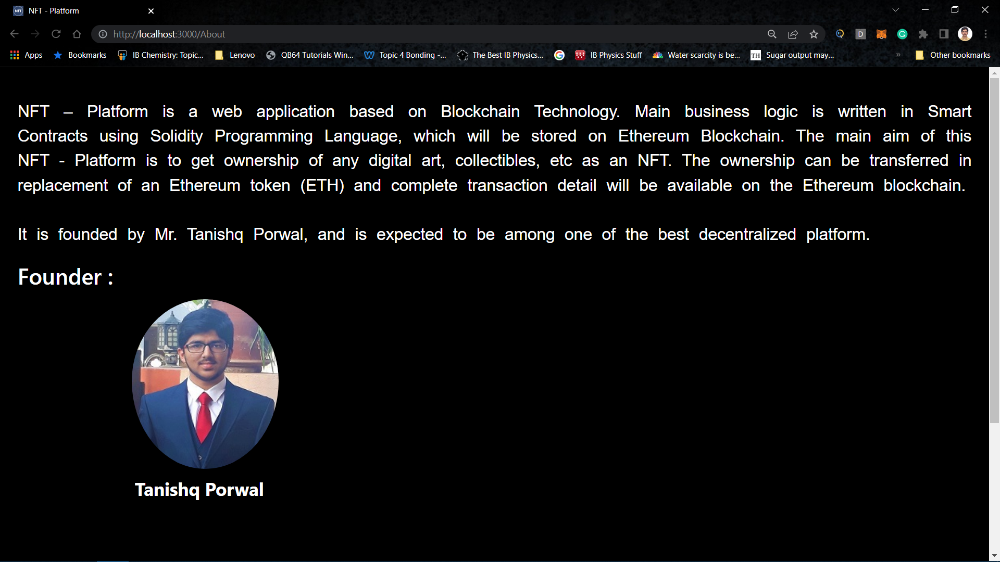 NFT - Platform
http://localhost:3000/About
Apps Bookmarks IB Chemistry: Topic... Lenovo QB64 Tutorials Win... Topic 4 Bonding -... The Best IB Physics... IB Physics Stuff Water scarcity is be... TH Sugar output may... » Other bookmarks
NFT – Platform is a web application based on Blockchain Technology. Main business logic is written in Smart
Contracts using Solidity Programming Language, which will be stored on Ethereum Blockchain. The main aim of this
NFT - Platform is to get ownership of any digital art, collectibles, etc as an NFT. The ownership can be transferred in
replacement of an Ethereum token (ETH) and complete transaction detail will be available on the Ethereum blockchain.
It is founded by Mr. Tanishq Porwal, and is expected to be among one of the best decentralized platform.
Founder :
Tanishq Porwal